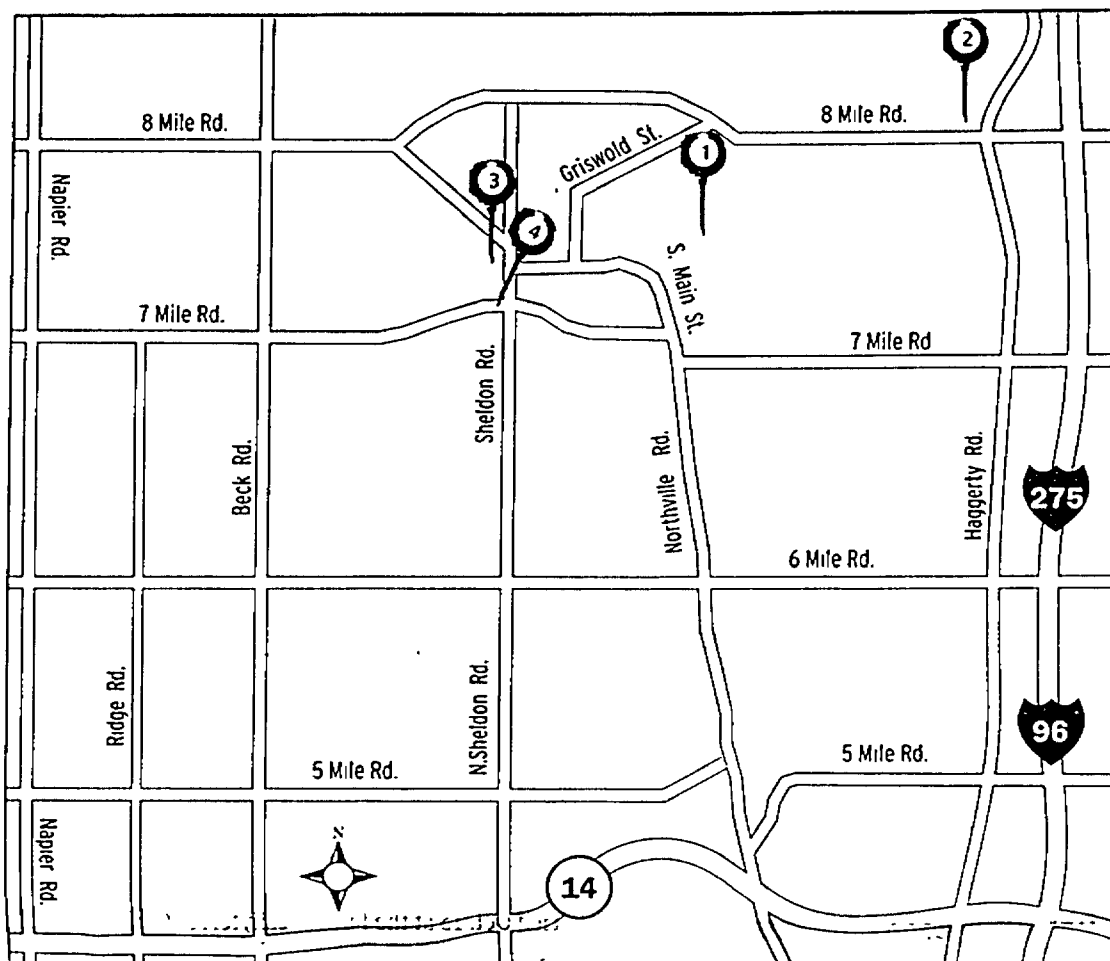 2
8 Mile Rd.
8 Mile Rd.
Griswold St.
1
3
Napier Rd.
4
S. Main St.
7 Mile Rd.
7 Mile Rd
Sheldon Rd.
Beck Rd.
Northville Rd.
Haggerty Rd.
275
6 Mile Rd.
Ridge Rd.
N.Sheldon Rd.
96
5 Mile Rd.
5 Mile Rd.
Napier Rd.
N
14